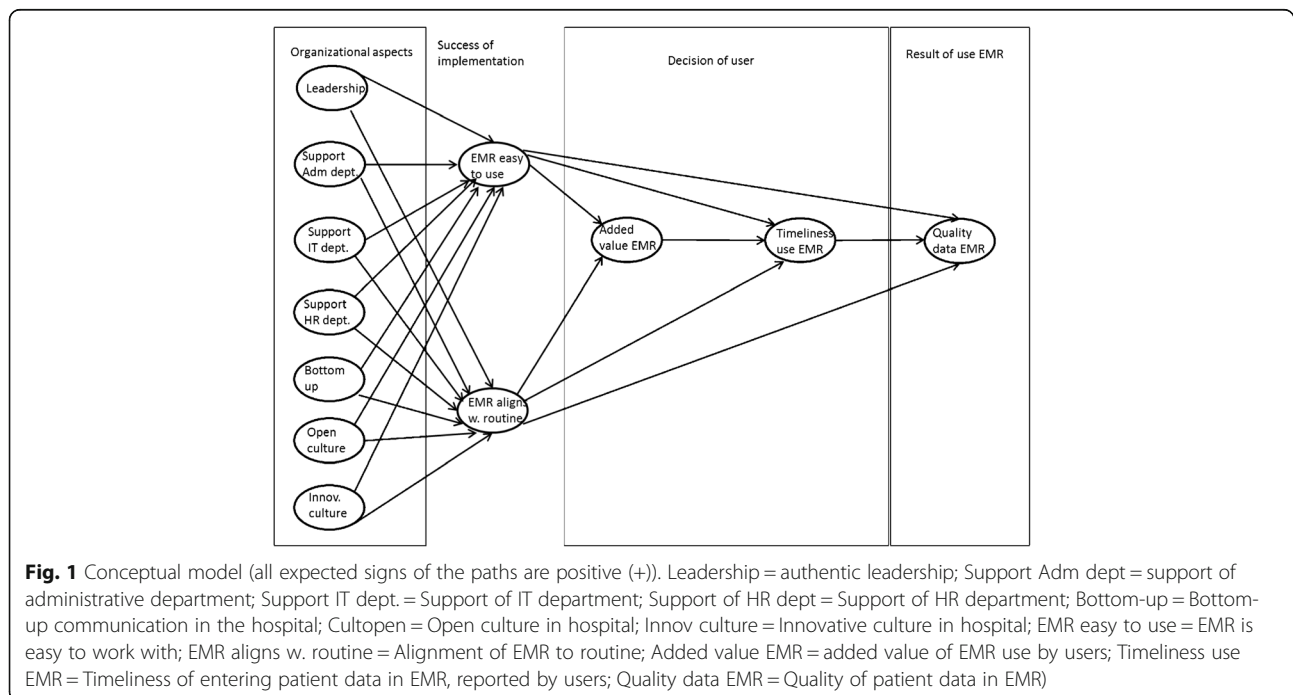 Organizational aspects
Success of
implementation
Decision of user
Result of use EMR
Leadership
Support
Adm dept.
Support
IT dept.
Support
HR dept.
Bottom
up
Open
culture
Innov.
culture
EMR easy
to use
EMR aligns
w. routine
Added
value EMR
Timeliness
use EMR
Quality
data EMR
Fig. 1 Conceptual model (all expected signs of the paths are positive (+)). Leadership = authentic leadership; Support Adm dept = support of
administrative department; Support IT dept. = Support of IT department; Support of HR dept = Support of HR department; Bottom-up = Bottom-
up communication in the hospital; Cultopen = Open culture in hospital; Innov culture = Innovative culture in hospital; EMR easy to use = EMR is
easy to work with; EMR aligns w. routine = Alignment of EMR to routine; Added value EMR = added value of EMR use by users; Timeliness use
EMR = Timeliness of entering patient data in EMR, reported by users; Quality data EMR = Quality of patient data in EMR)